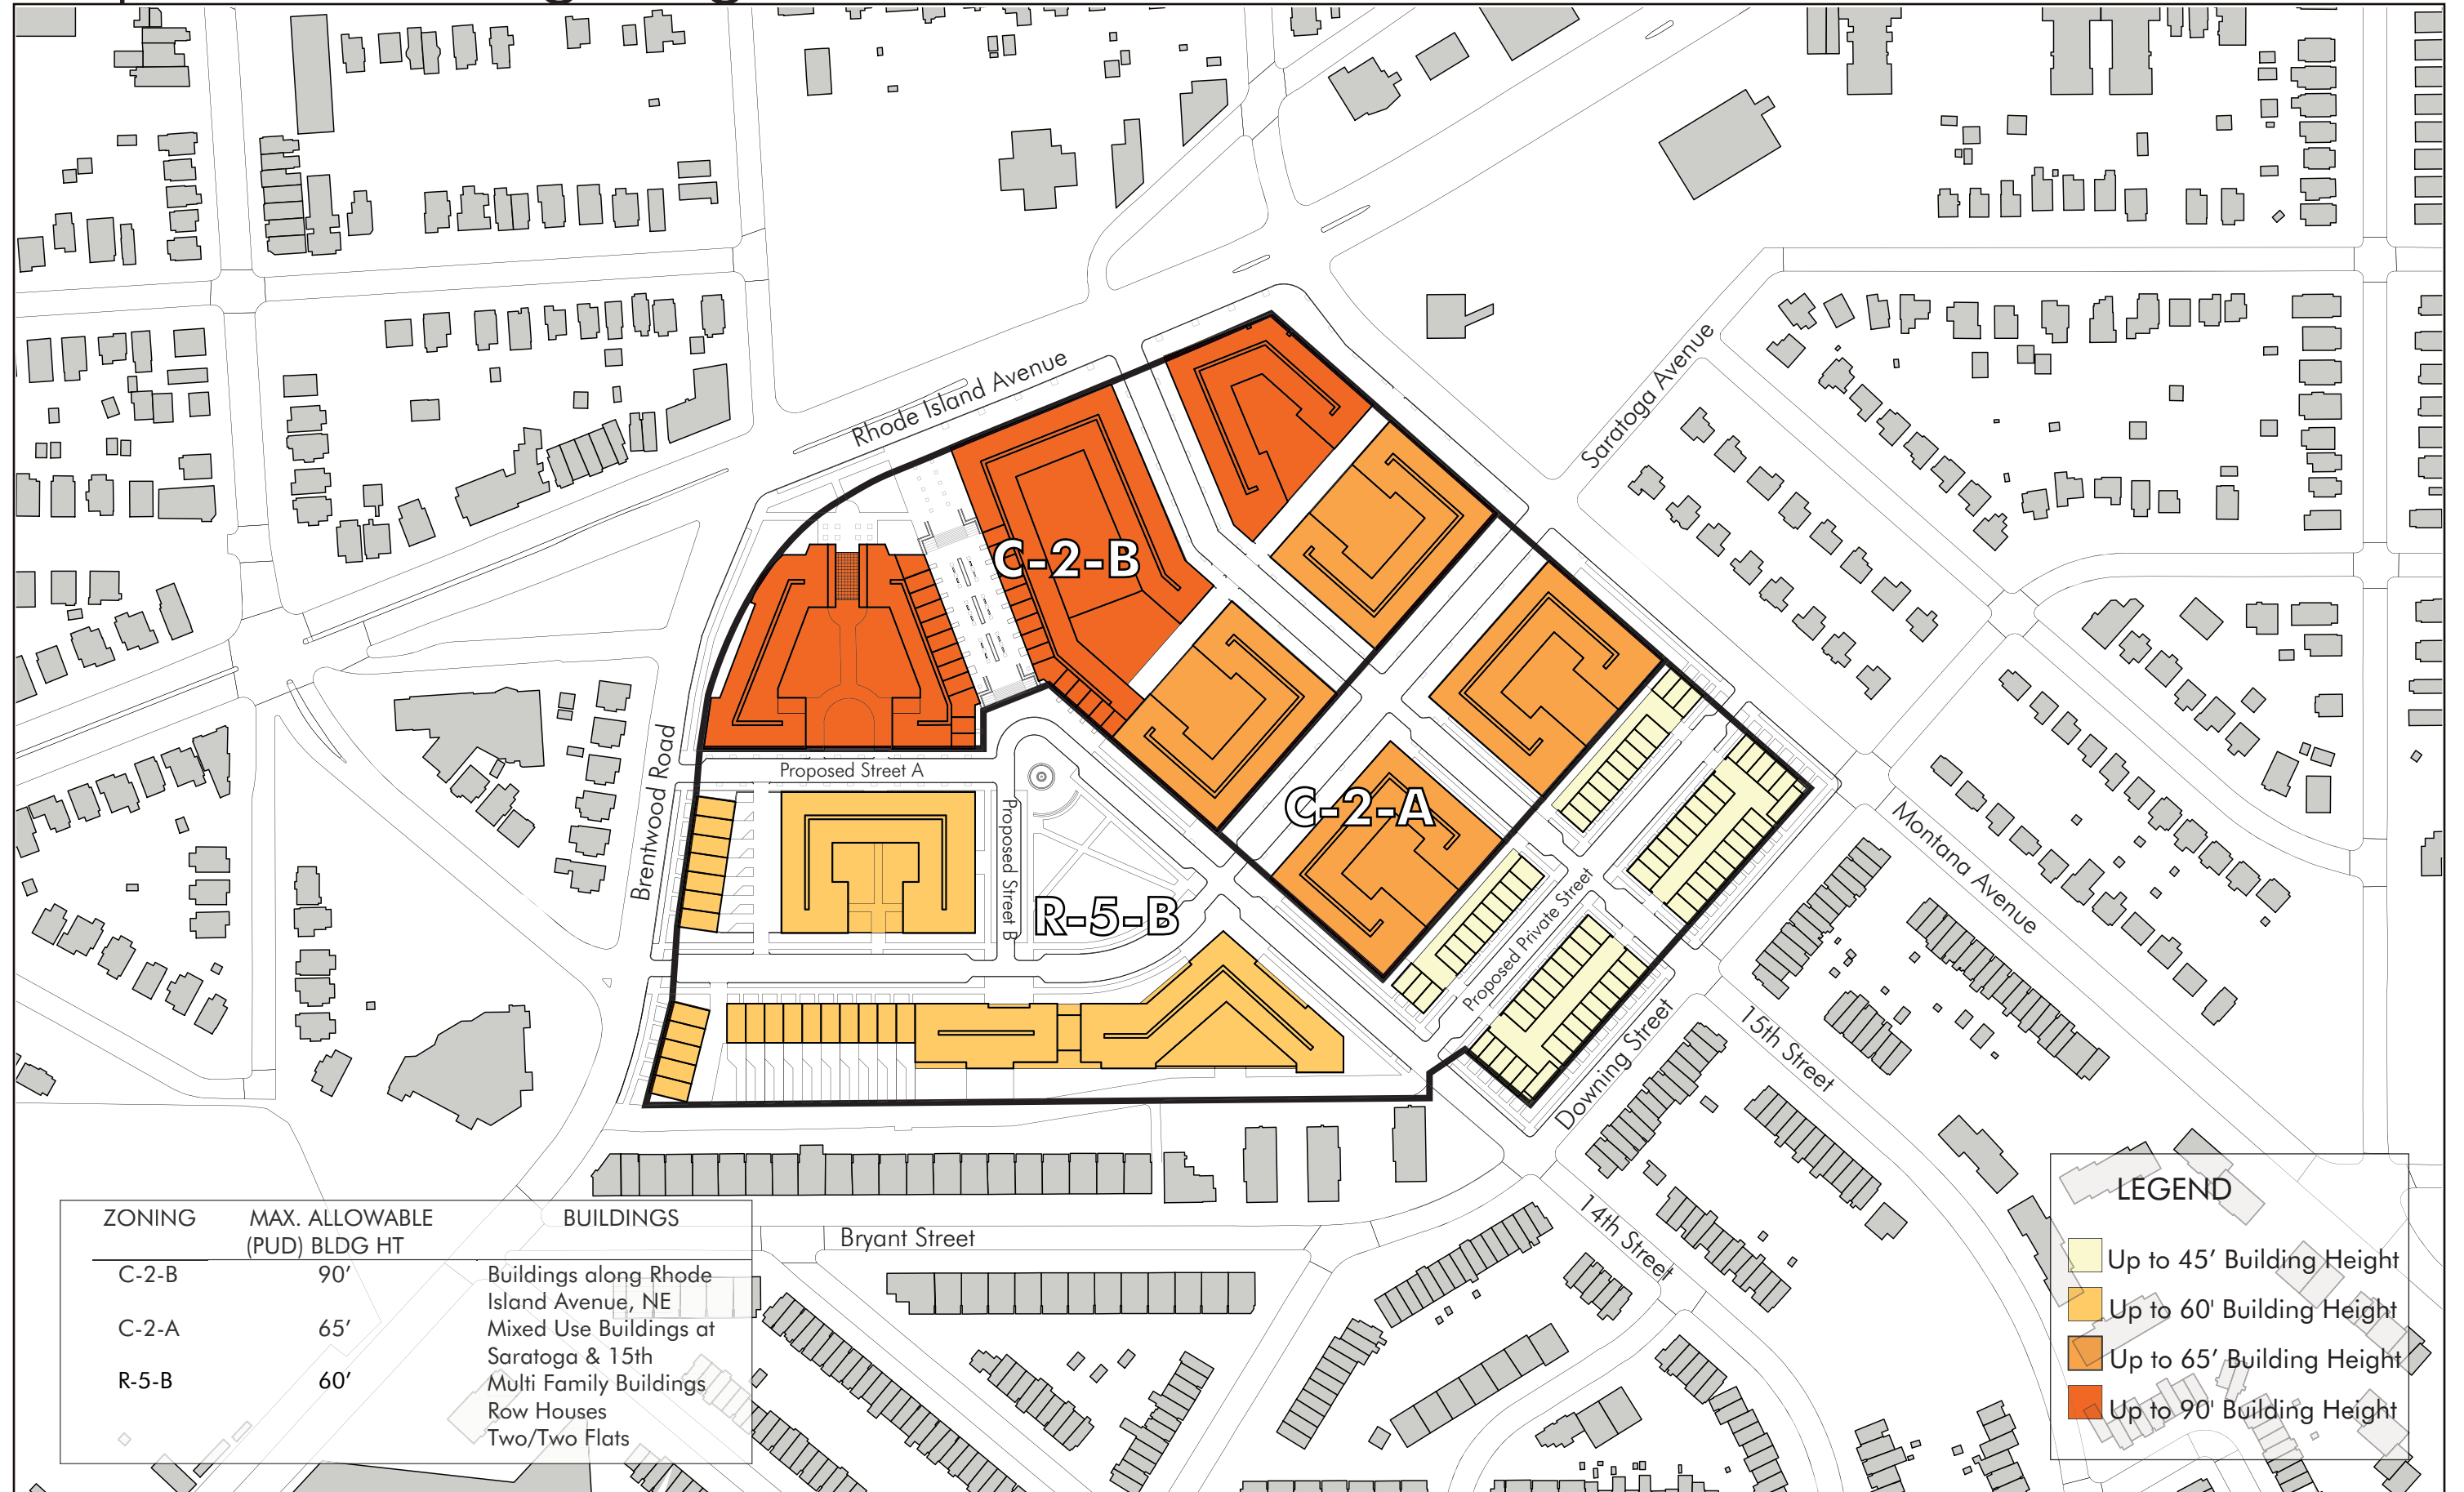 Rhode Island Avenue
Saratoga Avenue
C-2-B
Brentwood Road
Proposed Street A
Proposed Street B
C-2-A
R-5-B
Proposed Private Street
Montana Avenue
15th Street
Downing Street
14th Street
Bryant Street
ZONING MAX. ALLOWABLE BUILDINGS
(PUD) BLDG HT
C-2-B 90’ Buildings along Rhode
Island Avenue, NE
C-2-A 65’ Mixed Use Buildings at
Saratoga & 15th
R-5-B 60’ Multi Family Buildings
Row Houses
Two/Two Flats
LEGEND
Up to 45’ Building Height
Up to 60' Building Height
Up to 65’ Building Height
Up to 90' Building Height